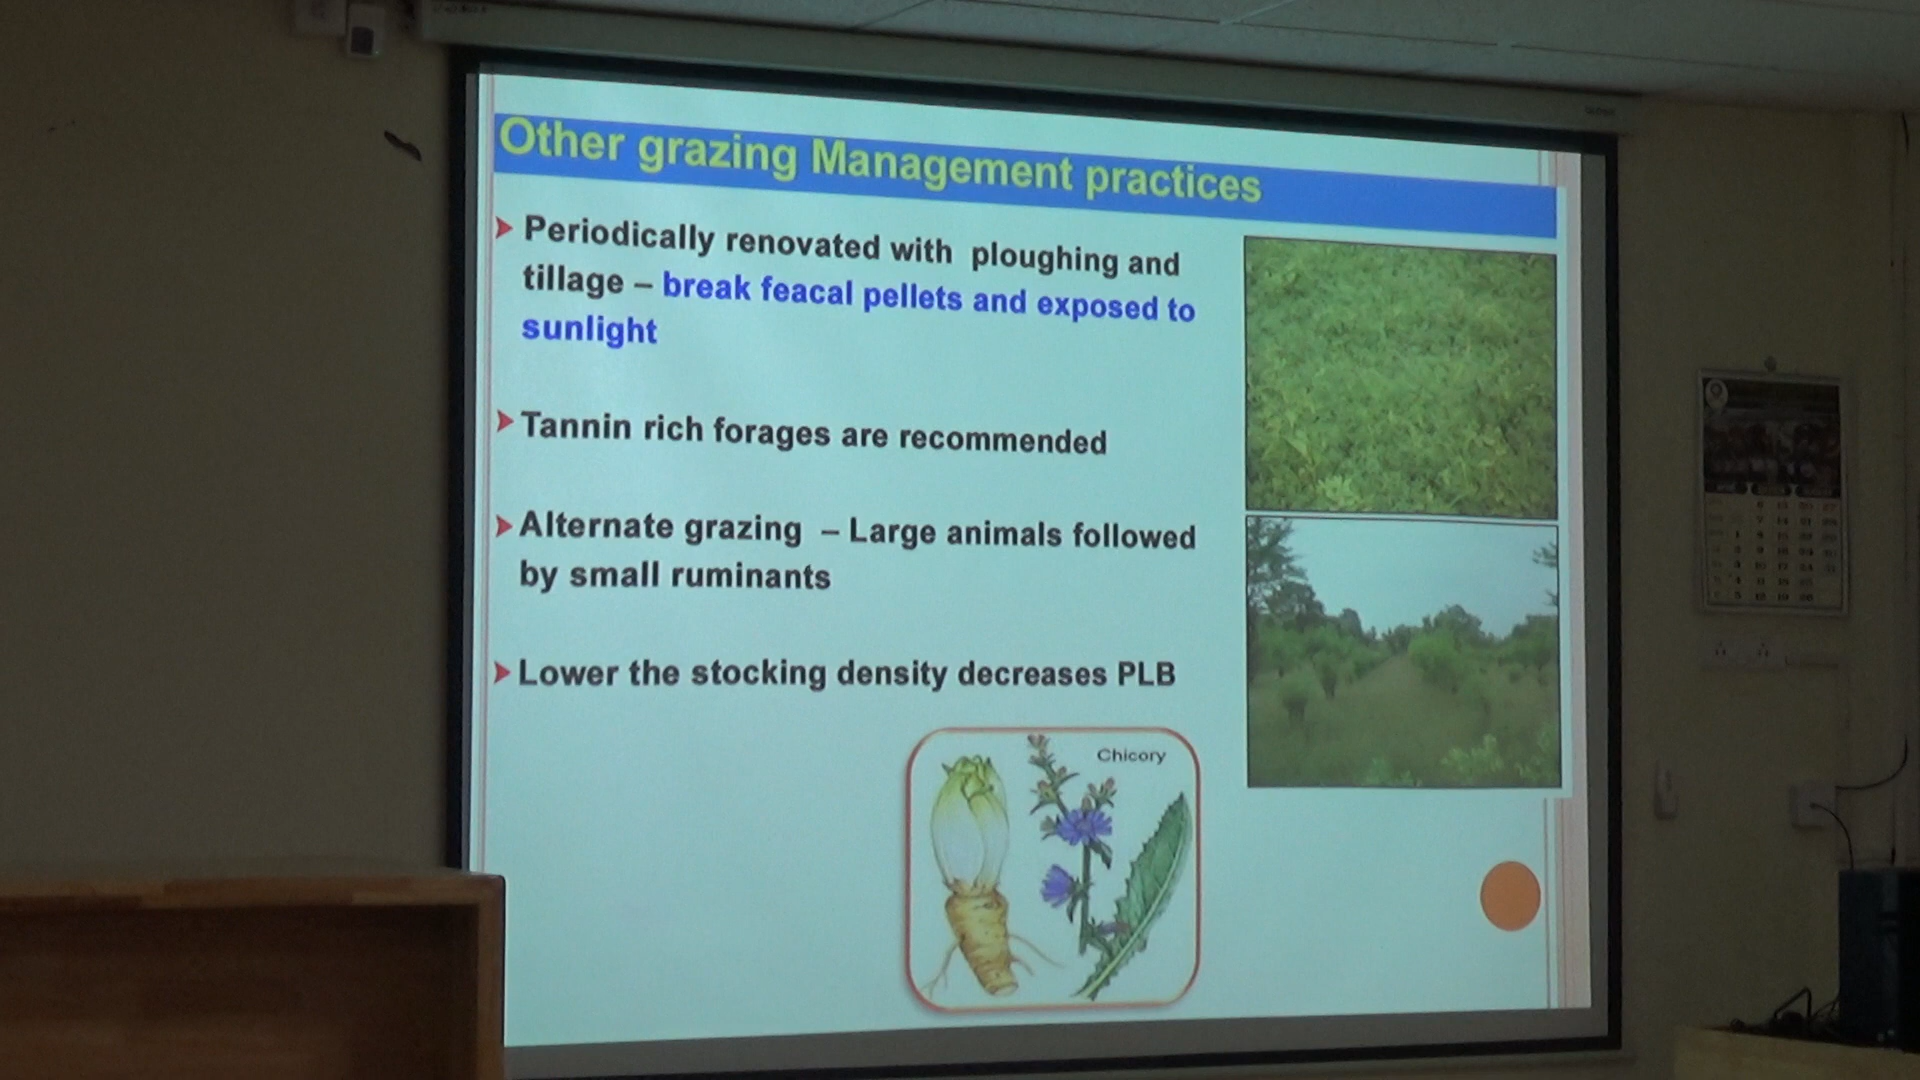 Other grazing Management practices
Periodically renovated with ploughing and
tillage – break feacal pellets and exposed to
sunlight
Tannin rich forages are recommended
Alternate grazing – Large animals followed
by small ruminants
Lower the stocking density decreases PLB
Chicory